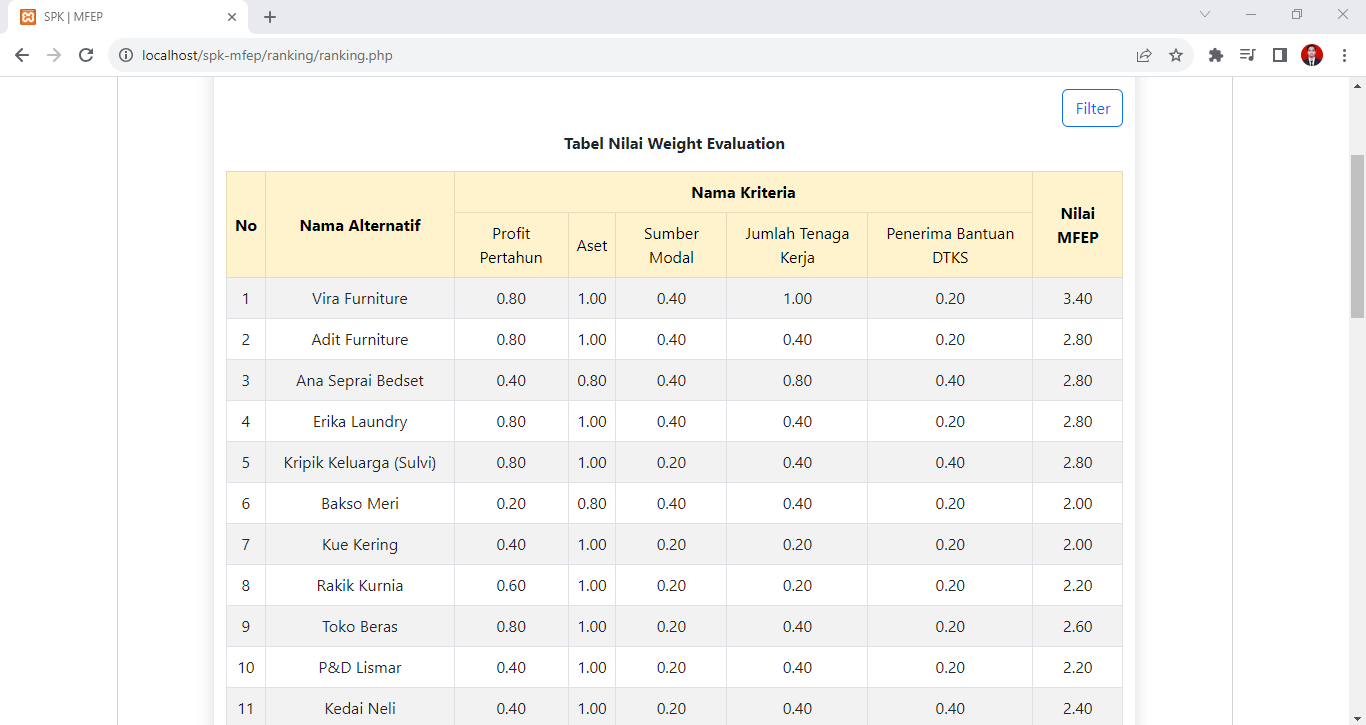 SPK | MFEP
localhost/spk-mfep/ranking/ranking.php
Filter
Tabel Nilai Weight Evaluation
No Nama Alternatif Nama Kriteria Nilai MFEP
Profit Pertahun Aset Sumber Modal Jumlah Tenaga Kerja Penerima Bantuan DTKS
1 Vira Furniture 0.80 1.00 0.40 1.00 0.20 3.40
2 Adit Furniture 0.80 1.00 0.40 0.40 0.20 2.80
3 Ana Seprai Bedset 0.40 0.80 0.40 0.80 0.40 2.80
4 Erika Laundry 0.80 1.00 0.40 0.40 0.20 2.80
5 Kripik Keluarga (Sulvi) 0.80 1.00 0.20 0.40 0.40 2.80
6 Bakso Meri 0.20 0.80 0.40 0.40 0.20 2.00
7 Kue Kering 0.40 1.00 0.20 0.20 0.20 2.00
8 Rakik Kurnia 0.60 1.00 0.20 0.20 0.20 2.20
9 Toko Beras 0.80 1.00 0.20 0.40 0.20 2.60
10 P&D Lismar 0.40 1.00 0.20 0.40 0.20 2.20
11 Kedai Neli 0.40 1.00 0.20 0.40 0.40 2.40